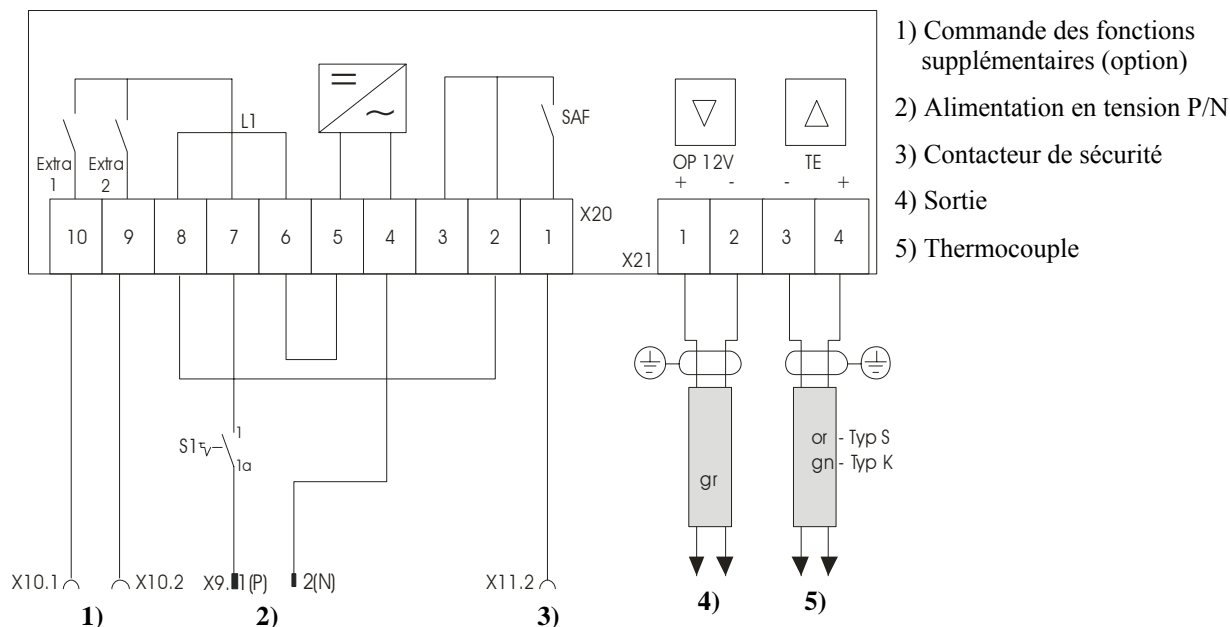 1) Commande des fonctions
supplémentaires (option)
2) Alimentation en tension P/N
3) Contacteur de sécurité
4) Sortie
5) Thermocouple
L1
SAF
Extra
1
Extra
2
OP 12V
+ -
TE
- +
X20
10 9 8 7 6 5 4 3 2 1
X21
1 2 3 4
S1
1
1a
or - Typ S
gn - Typ K
gr
X10.1
X10.2
X9.1(P)
2(N)
X11.2
1)
2)
3)
4)
5)